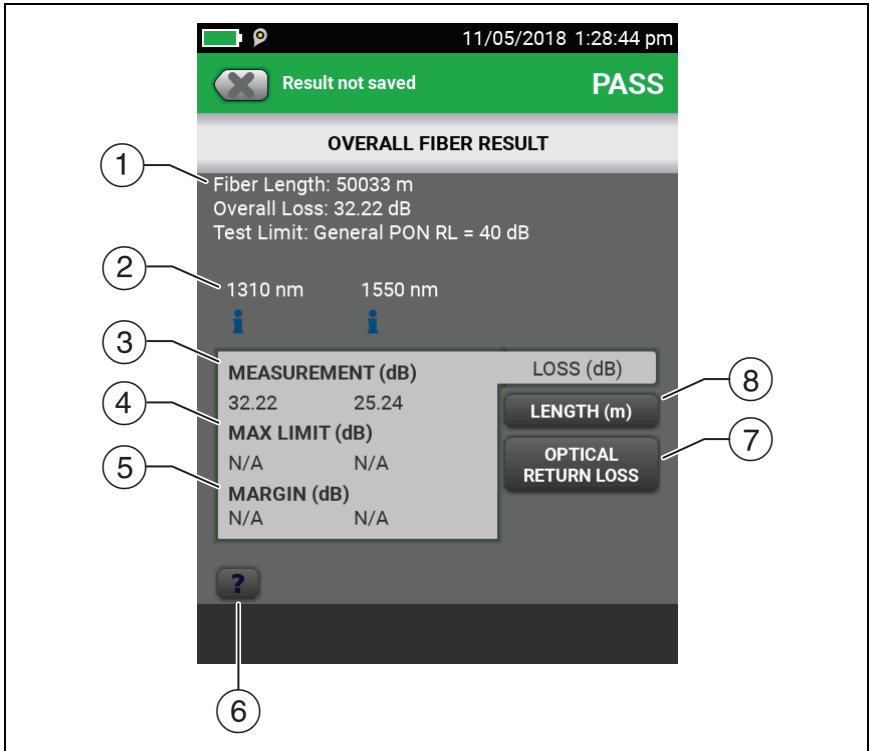 11/05/2018 1:28:44 pm
Result not saved
PASS
OVERALL FIBER RESULT
1
Fiber Length: 50033 m
Overall Loss: 32.22 dB
Test Limit: General PON RL = 40 dB
2
1310 nm 1550 nm
i i
3
MEASUREMENT (dB)
LOSS (dB)
8
32.22 25.24
LENGTH (m)
4
MAX LIMIT (dB)
7
N/A N/A
OPTICAL
RETURN LOSS
5
MARGIN (dB)
N/A N/A
?
6